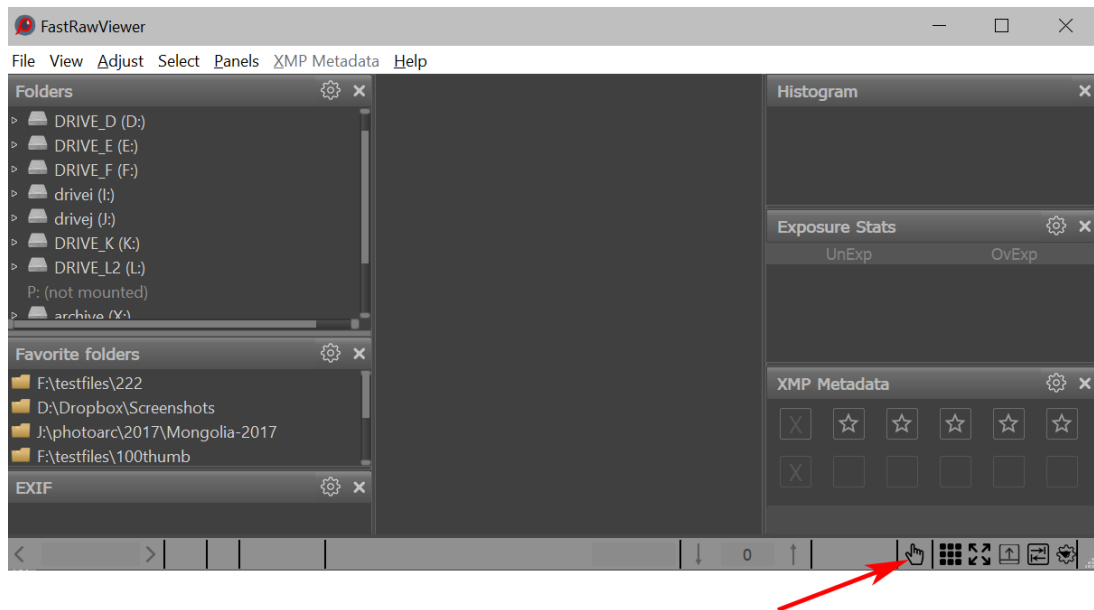 FastRawViewer
File View Adjust Select Panels XMP Metadata Help
Folders
DRIVE_D (D:)
DRIVE_E (E:)
DRIVE_F (F:)
drivei (I:)
drivej (J:)
DRIVE_K (K:)
DRIVE_L2 (L:)
P: (not mounted)
archive (X:)
Favorite folders
F:\testfiles\222
D:\Dropbox\Screenshots
J:\photoarc\2017\Mongolia-2017
F:\testfiles\100thumb
EXIF
Histogram
Exposure Stats
UnExp OvExp
XMP Metadata
X
X
0